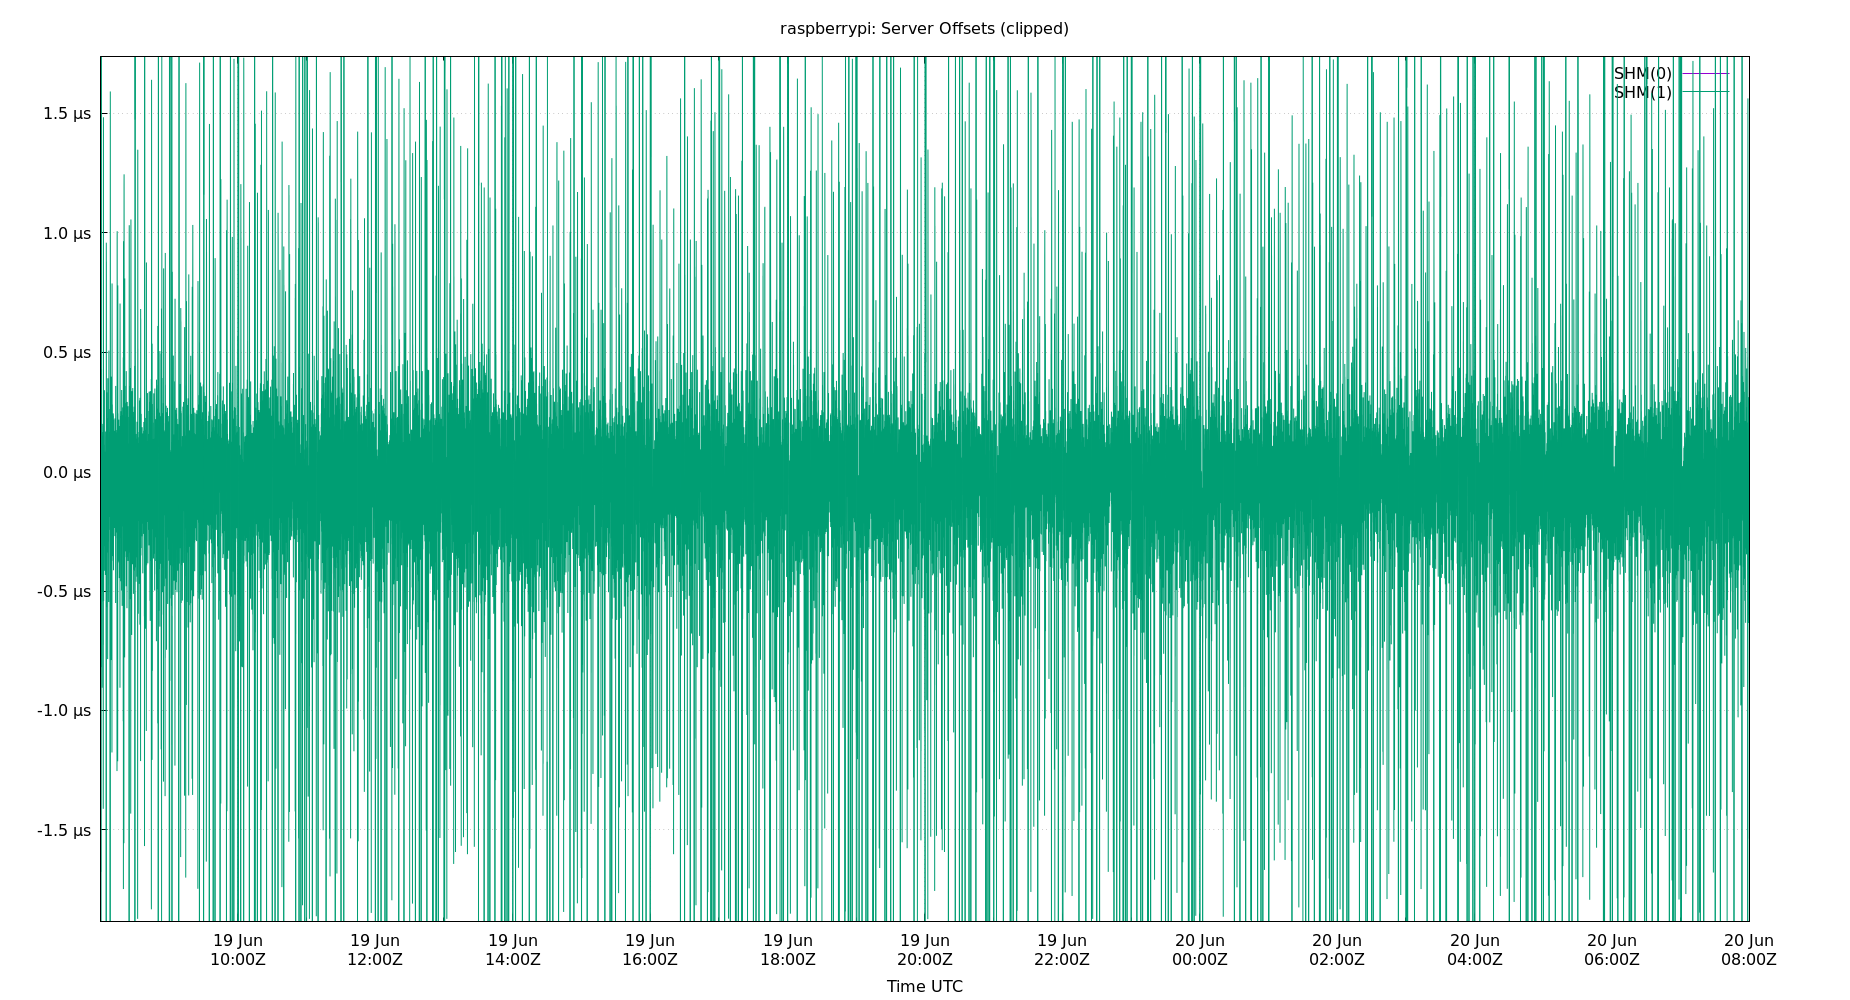 raspberrypi: Server Offsets (clipped)
SHM(0)
SHM(1)
1.5 µs
1.0 µs
0.5 µs
0.0 µs
-0.5 µs
-1.0 µs
-1.5 µs
19 Jun 19 Jun 19 Jun 19 Jun 19 Jun 19 Jun 19 Jun 20 Jun 20 Jun 20 Jun 20 Jun 20 Jun
10:00Z 12:00Z 14:00Z 16:00Z 18:00Z 20:00Z 22:00Z 00:00Z 02:00Z 04:00Z 06:00Z 08:00Z
Time UTC